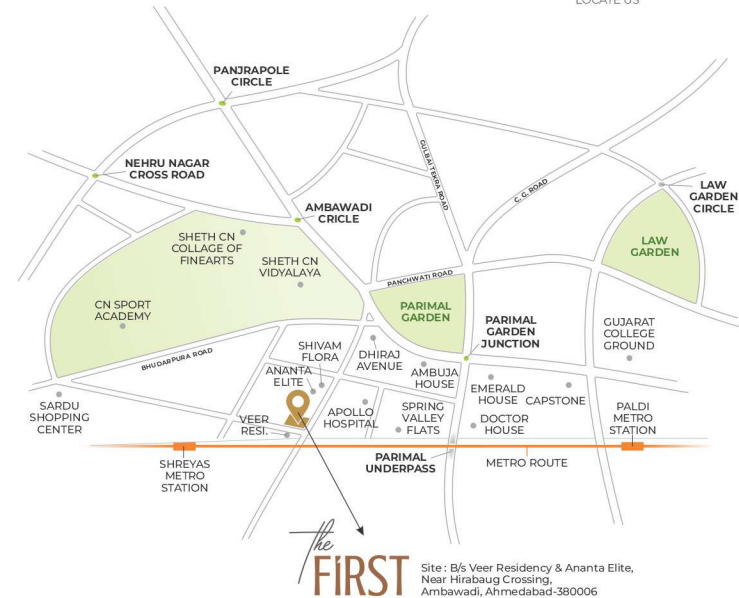 LOCATE US
PANJRAPOLE
CIRCLE
NEHRU NAGAR
CROSS ROAD
GULBAI TEKRA ROAD
C. G. ROAD
LAW
GARDEN
CIRCLE
AMBAWADI
CRICLE
SHETH CN
COLLAGE OF
FINEARTS
SHETH CN
VIDYALAYA
LAW
GARDEN
PANCHWATI ROAD
CN SPORT
ACADEMY
PARIMAL
GARDEN
PARIMAL
GARDEN
JUNCTION
GUJARAT
COLLEGE
GROUND
BHUDARPURA ROAD
SHIVAM
FLORA
DHIRAJ
AVENUE
ANANTA
ELITE
AMBUJA
HOUSE
EMERALD
HOUSE
CAPSTONE
SARDU
SHOPPING
CENTER
VEER
RESI.
APOLLO
HOSPITAL
SPRING
VALLEY
FLATS
DOCTOR
HOUSE
PALDI
METRO
STATION
SHREYAS
METRO
STATION
PARIMAL
UNDERPASS
METRO ROUTE
the
FIRST
Site : B/s Veer Residency & Ananta Elite,
Near Hirabaug Crossing,
Ambawadi, Ahmedabad-380006